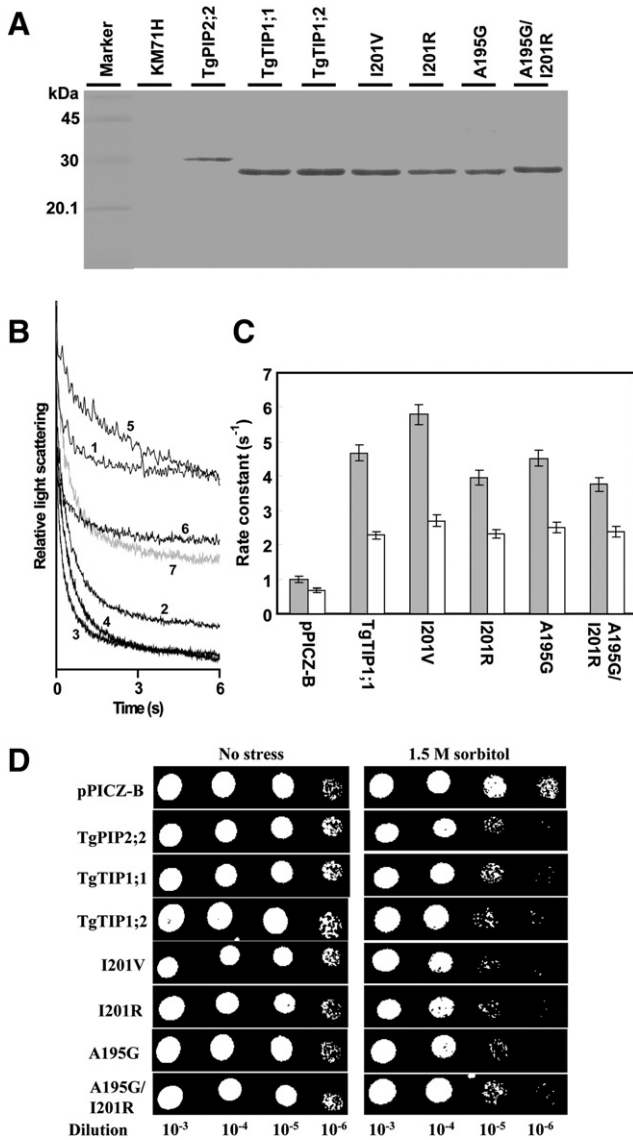 A
Marker
KM71H
TgPIP2;2
TgTIP1;1
TgTIP1;2
I201V
I201R
A195G
A195G/
I201R
kDa
45
30
20.1
B
Relative light scattering
5
1
6
7
2
4
3
0
3
6
Time (s)
C
Rate constant (s⁻¹)
7
6
5
4
3
2
1
0
pPICZ-B
TgTIP1;1
I201V
I201R
A195G
A195G/
I201R
D
No stress
1.5 M sorbitol
pPICZ-B
TgPIP2;2
TgTIP1;1
TgTIP1;2
I201V
I201R
A195G
A195G/
I201R
Dilution 10⁻³ 10⁻⁴ 10⁻⁵ 10⁻⁶ 10⁻³ 10⁻⁴ 10⁻⁵ 10⁻⁶